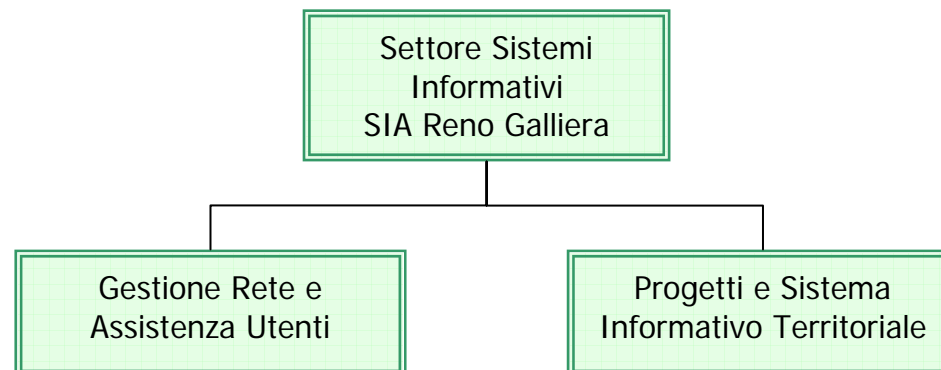 Settore Sistemi
Informativi
SIA Reno Galliera
Gestione Rete e
Assistenza Utenti
Progetti e Sistema
Informativo Territoriale